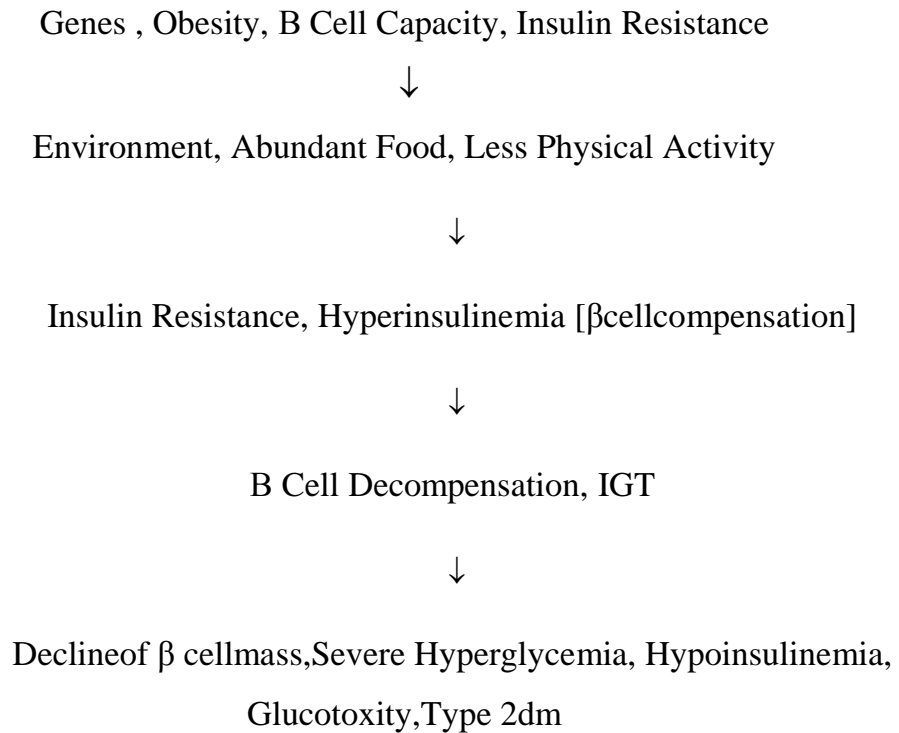 Genes , Obesity, B Cell Capacity, Insulin Resistance
↓
Environment, Abundant Food, Less Physical Activity
↓
Insulin Resistance, Hyperinsulinemia [βcellcompensation]
↓
B Cell Decompensation, IGT
↓
Declineof β cellmass,Severe Hyperglycemia, Hypoinsulinemia,
Glucotoxity,Type 2dm